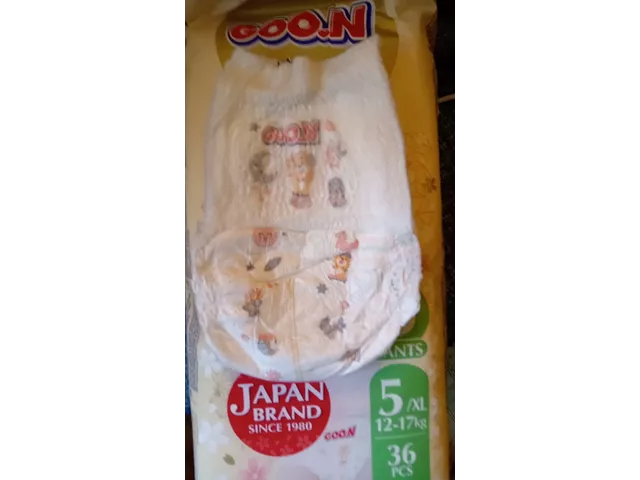 GOO.N
GOO.N
PANTS
JAPAN
BRAND
SINCE 1980
GOO.N
5/XL
12-17kg
36
PCS